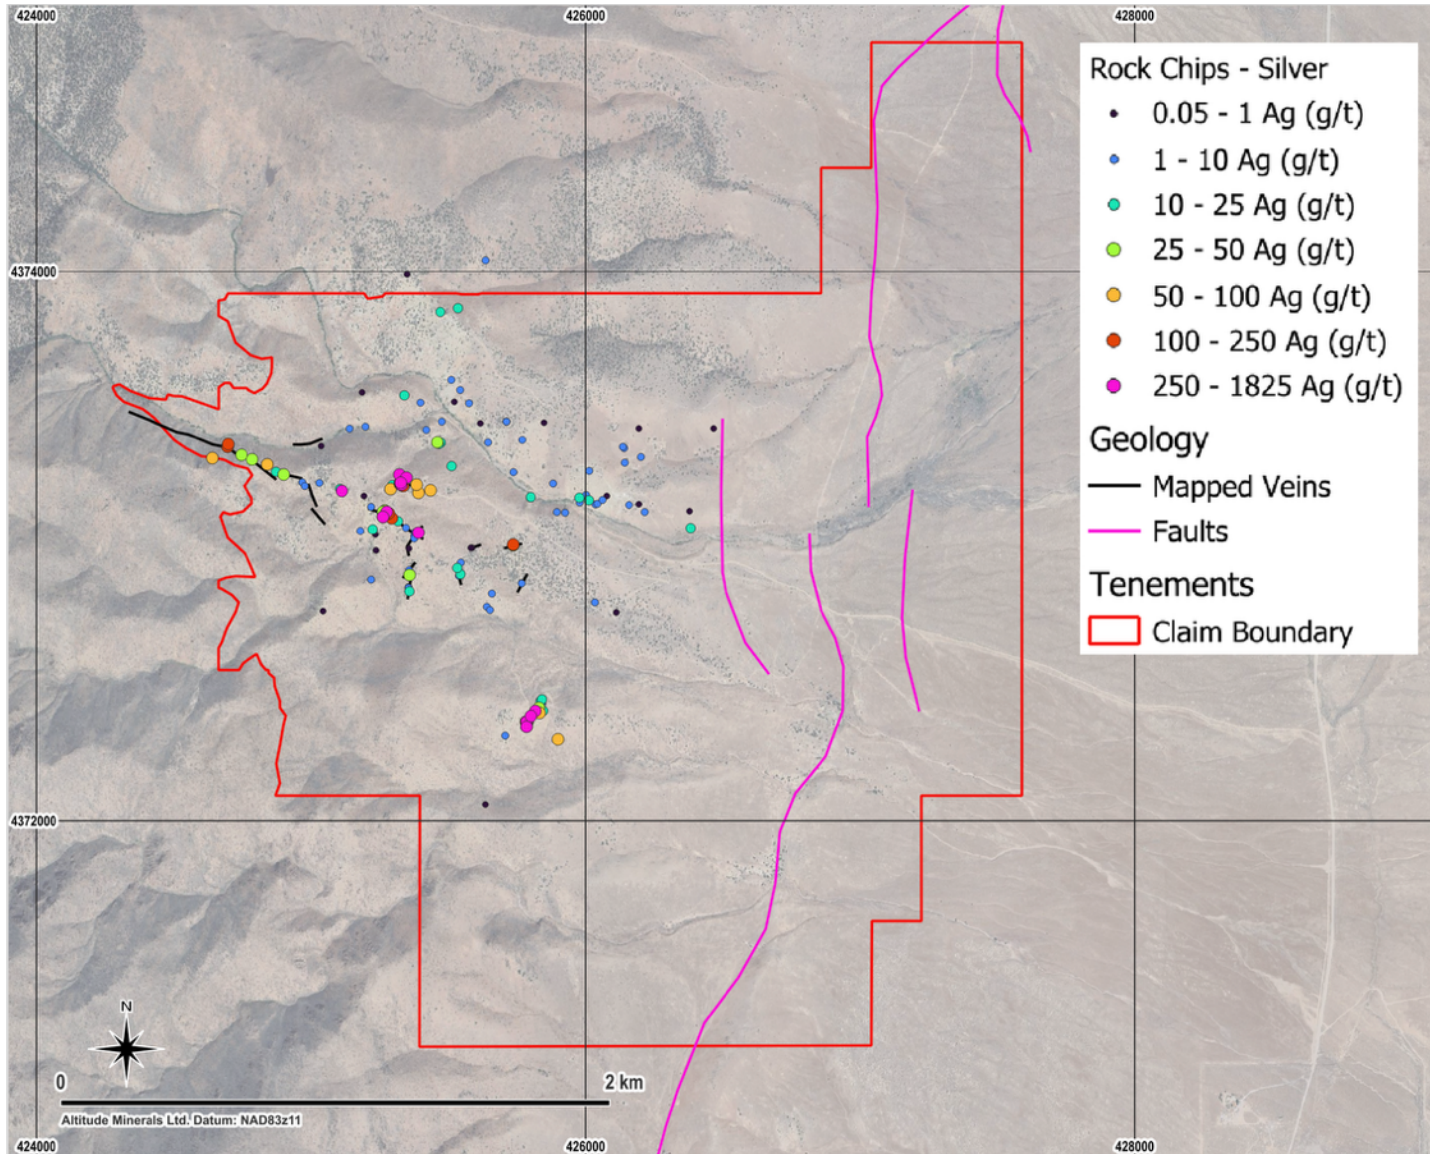 424000
426000
428000
Rock Chips - Silver
0.05 - 1 Ag (g/t)
1 - 10 Ag (g/t)
10 - 25 Ag (g/t)
25 - 50 Ag (g/t)
50 - 100 Ag (g/t)
100 - 250 Ag (g/t)
250 - 1825 Ag (g/t)
Geology
Mapped Veins
Faults
Tenements
Claim Boundary
4374000
4372000
N
0
2 km
Altitude Minerals Ltd. Datum: NAD83z11
424000
426000
428000